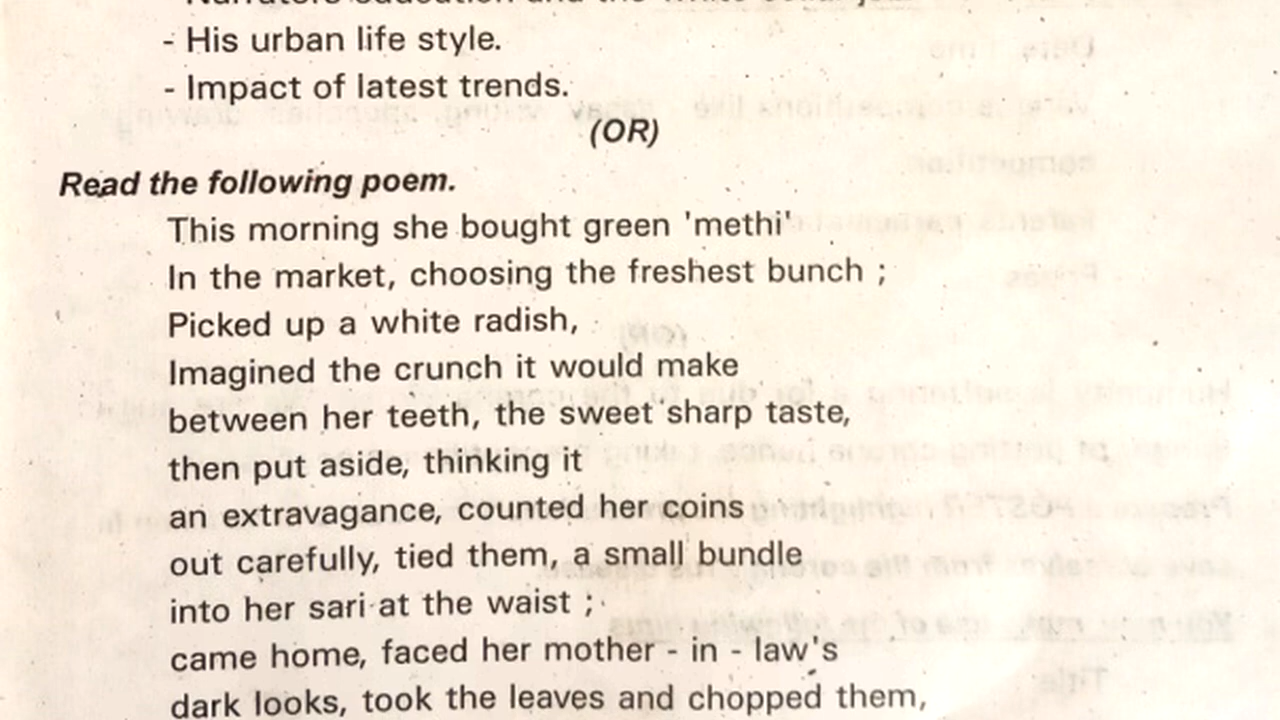 - His urban life style.
- Impact of latest trends.
(OR)
Read the following poem.
This morning she bought green 'methi'
In the market, choosing the freshest bunch ;
Picked up a white radish,
Imagined the crunch it would make
between her teeth, the sweet sharp taste,
then put aside, thinking it
an extravagance, counted her coins
out carefully, tied them, a small bundle
into her sari at the waist ;
came home, faced her mother - in - law's
dark looks, took the leaves and chopped them,